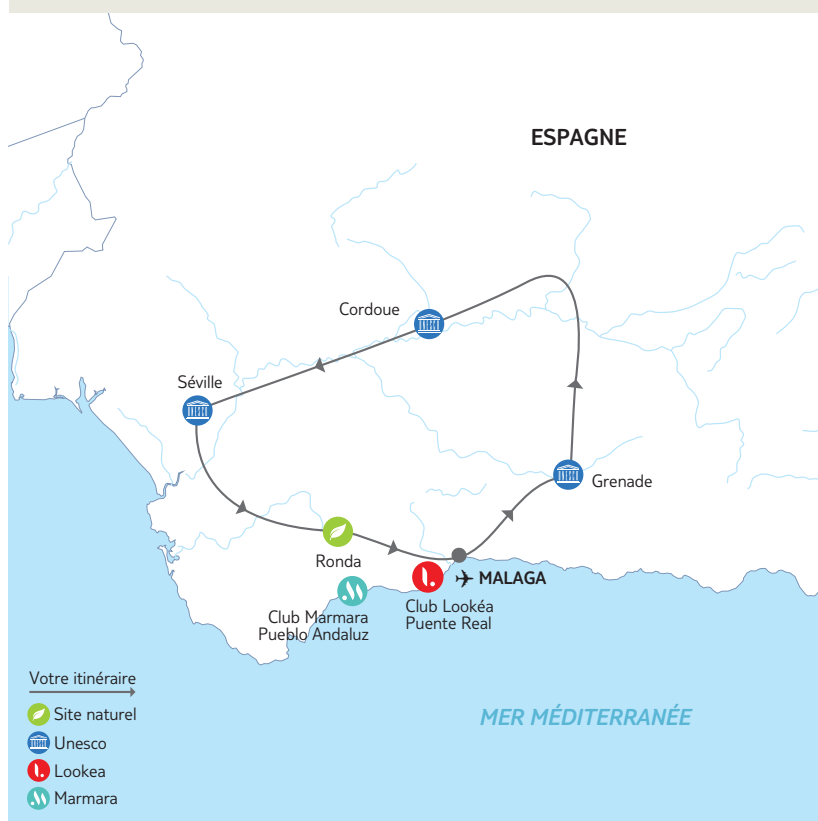 ESPAGNE
Cordoue
Séville
Grenade
Ronda
MALAGA
Club Marmara
Pueblo Andaluz
Club Lookéa
Puente Real
MER MÉDITERRANÉE
Votre itinéraire
Site naturel
UNESCO Unesco
Lookea
Marmara